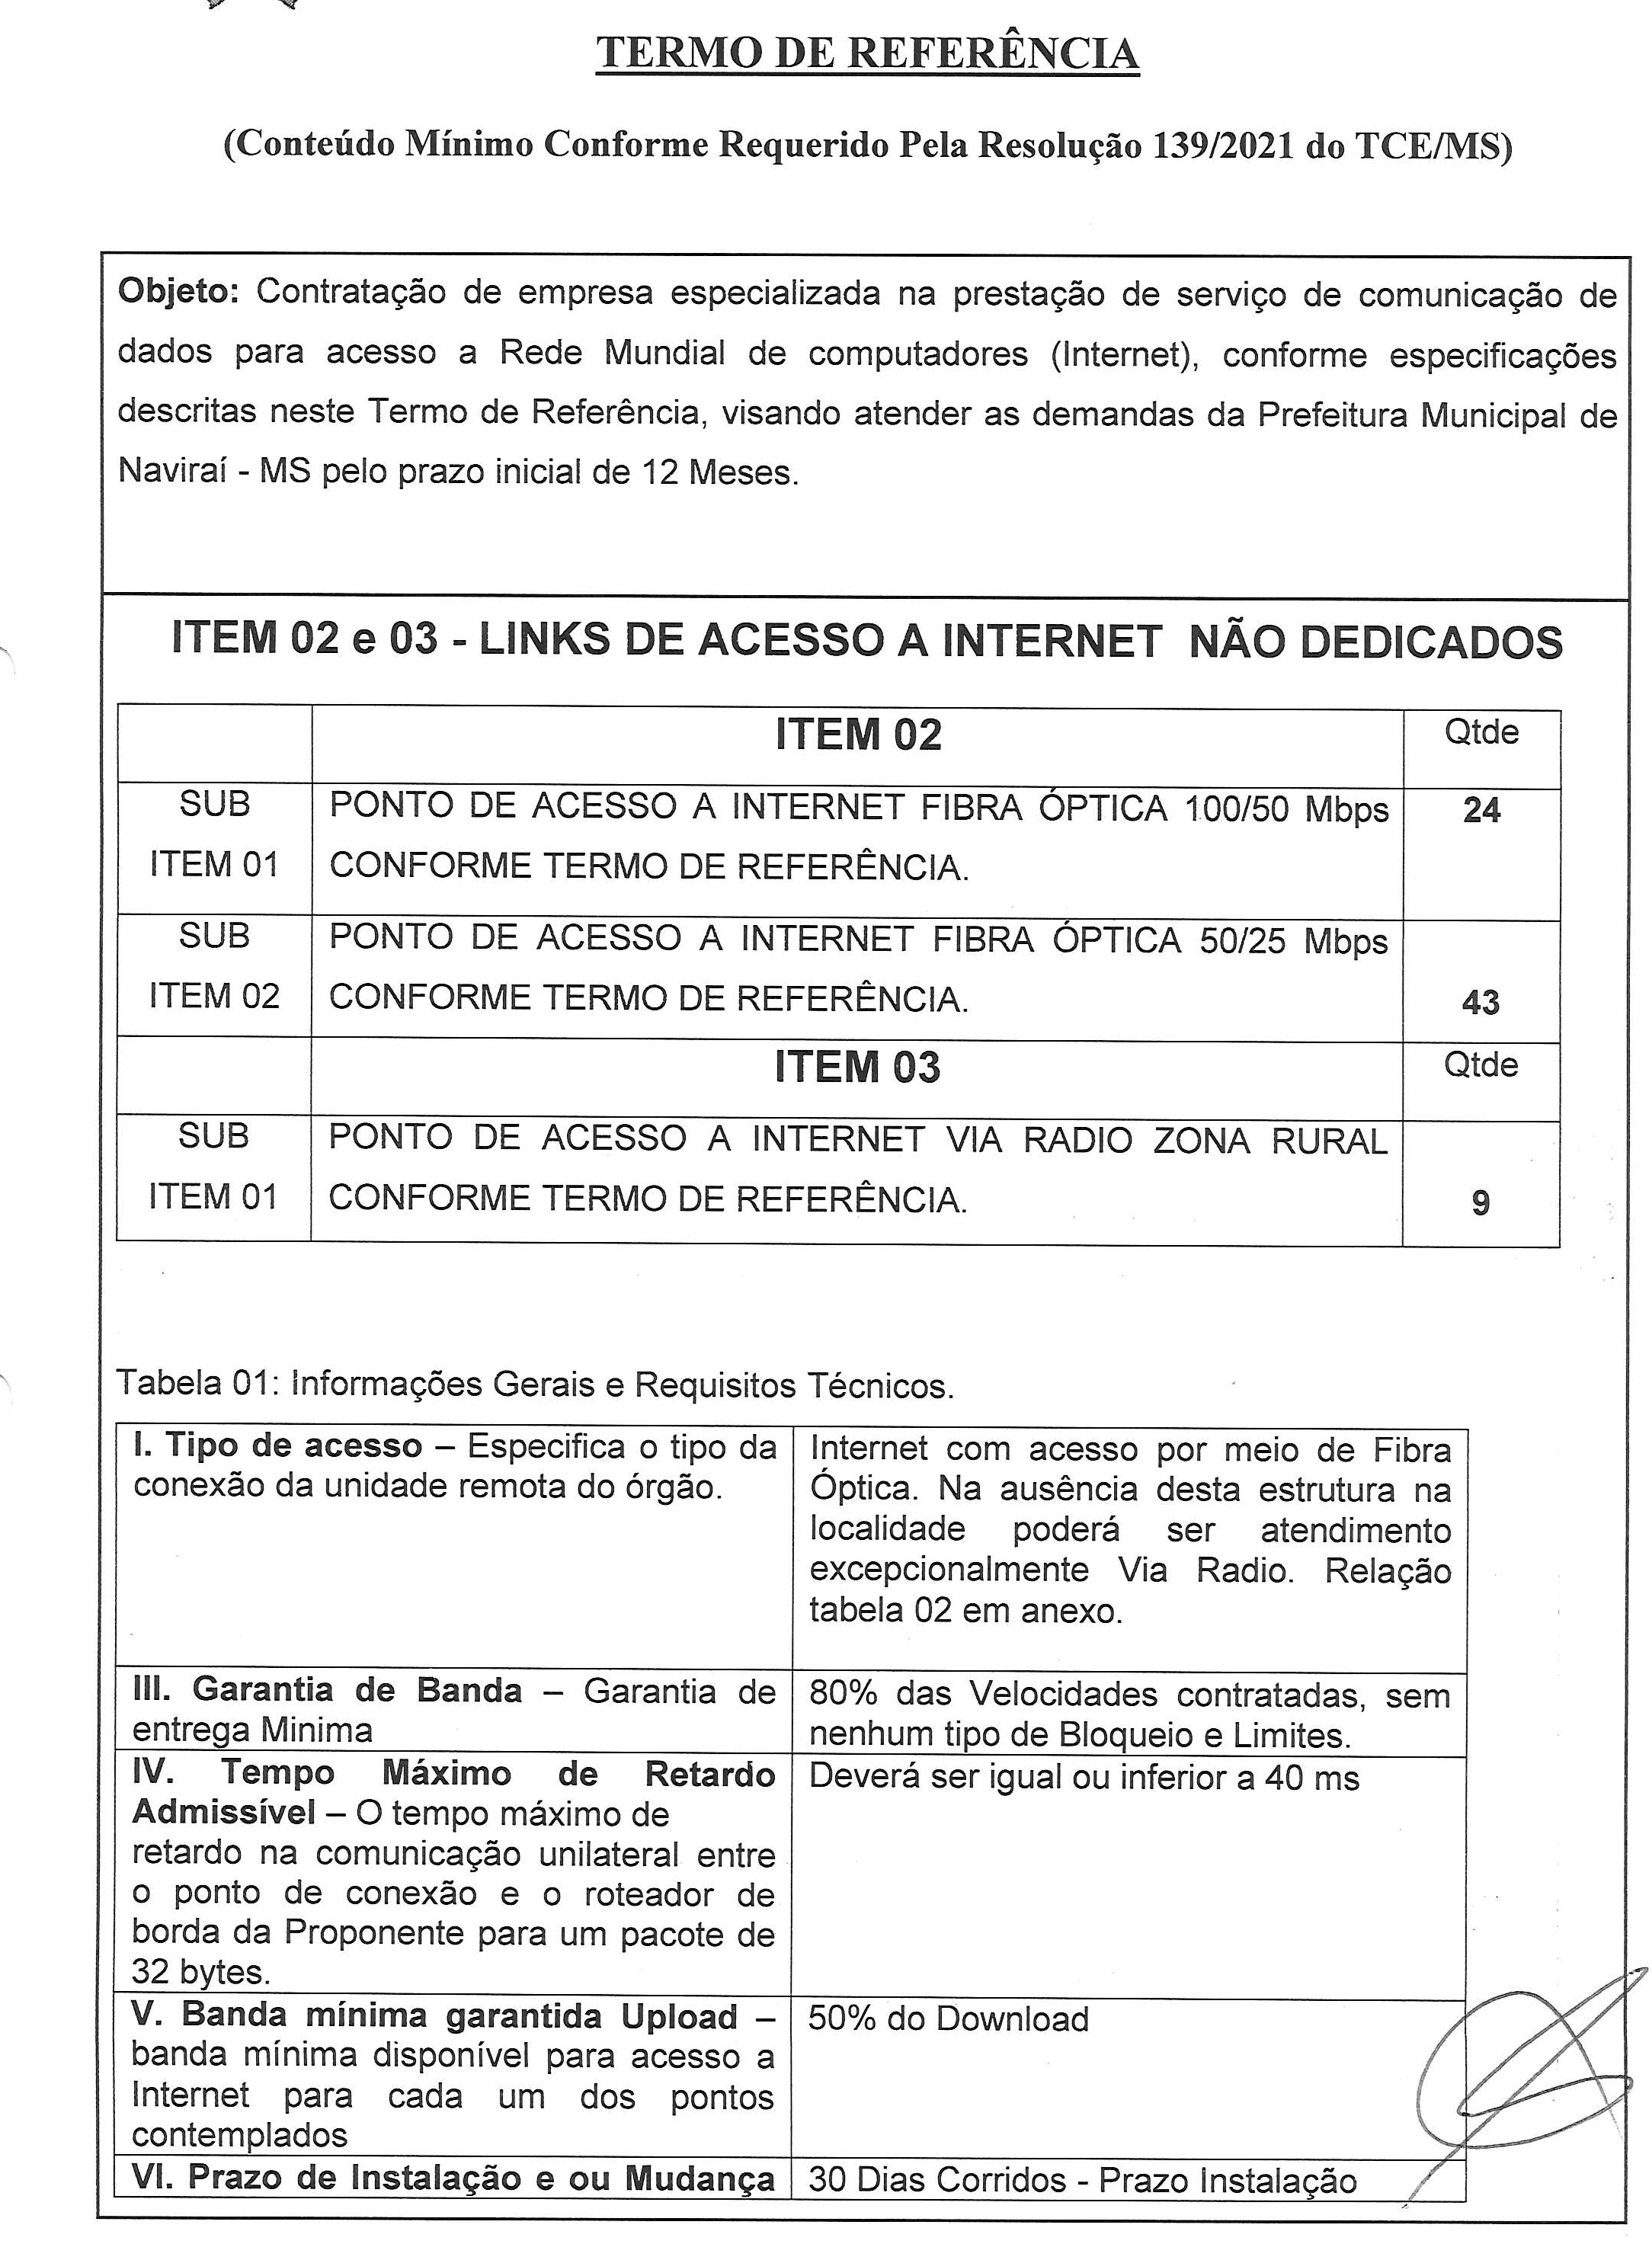 TERMO DE REFERÊNCIA
(Conteúdo Mínimo Conforme Requerido Pela Resolução 139/2021 do TCE/MS)
Objeto: Contratação de empresa especializada na prestação de serviço de comunicação de
dados para acesso a Rede Mundial de computadores (Internet), conforme especificações
descritas neste Termo de Referência, visando atender as demandas da Prefeitura Municipal de
Naviraí - MS pelo prazo inicial de 12 Meses.
ITEM 02 e 03 - LINKS DE ACESSO A INTERNET NÃO DEDICADOS
ITEM 02 Qtde
SUB PONTO DE ACESSO A INTERNET FIBRA ÓPTICA 100/50 Mbps 24
ITEM 01 CONFORME TERMO DE REFERÊNCIA.
SUB PONTO DE ACESSO A INTERNET FIBRA ÓPTICA 50/25 Mbps
ITEM 02 CONFORME TERMO DE REFERÊNCIA. 43
ITEM 03 Qtde
SUB PONTO DE ACESSO A INTERNET VIA RADIO ZONA RURAL
ITEM 01 CONFORME TERMO DE REFERÊNCIA. 9
Tabela 01: Informações Gerais e Requisitos Técnicos.
I. Tipo de acesso – Especifica o tipo da
conexão da unidade remota do órgão.
Internet com acesso por meio de Fibra
Óptica. Na ausência desta estrutura na
localidade poderá ser atendimento
excepcionalmente Via Radio. Relação
tabela 02 em anexo.
III. Garantia de Banda – Garantia de
entrega Minima
80% das Velocidades contratadas, sem
nenhum tipo de Bloqueio e Limites.
IV. Tempo Máximo de Retardo
Admissível – O tempo máximo de
retardo na comunicação unilateral entre
o ponto de conexão e o roteador de
borda da Proponente para um pacote de
32 bytes.
Deverá ser igual ou inferior a 40 ms
V. Banda mínima garantida Upload –
banda mínima disponível para acesso a
Internet para cada um dos pontos
contemplados
50% do Download
VI. Prazo de Instalação e ou Mudança
30 Dias Corridos - Prazo Instalação